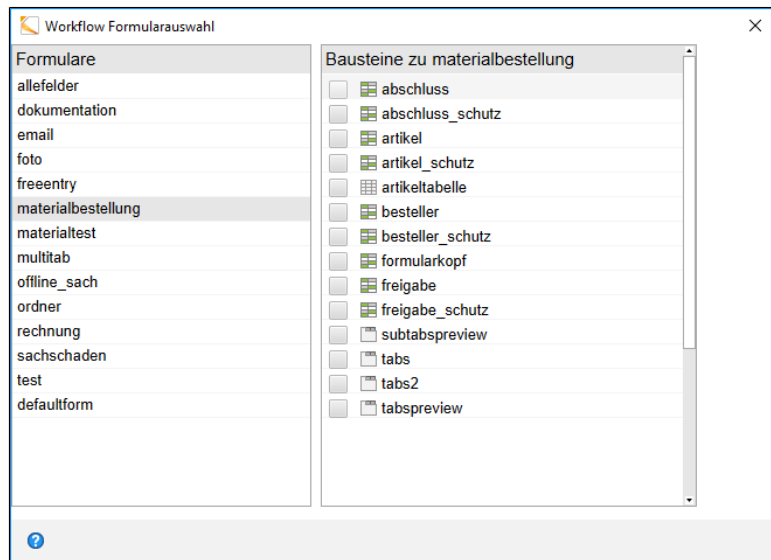 Workflow Formularauswahl
Formulare
allefelder
dokumentation
email
foto
freeentry
materialbestellung
materialtest
multitab
offline_sach
ordner
rechnung
sachschaden
test
defaultform
Bausteine zu materialbestellung
abschluss
abschluss_schutz
artikel
artikel_schutz
artikeltabelle
besteller
besteller_schutz
formularkopf
freigabe
freigabe_schutz
subtabspreview
tabs
tabs2
tabspreview
?